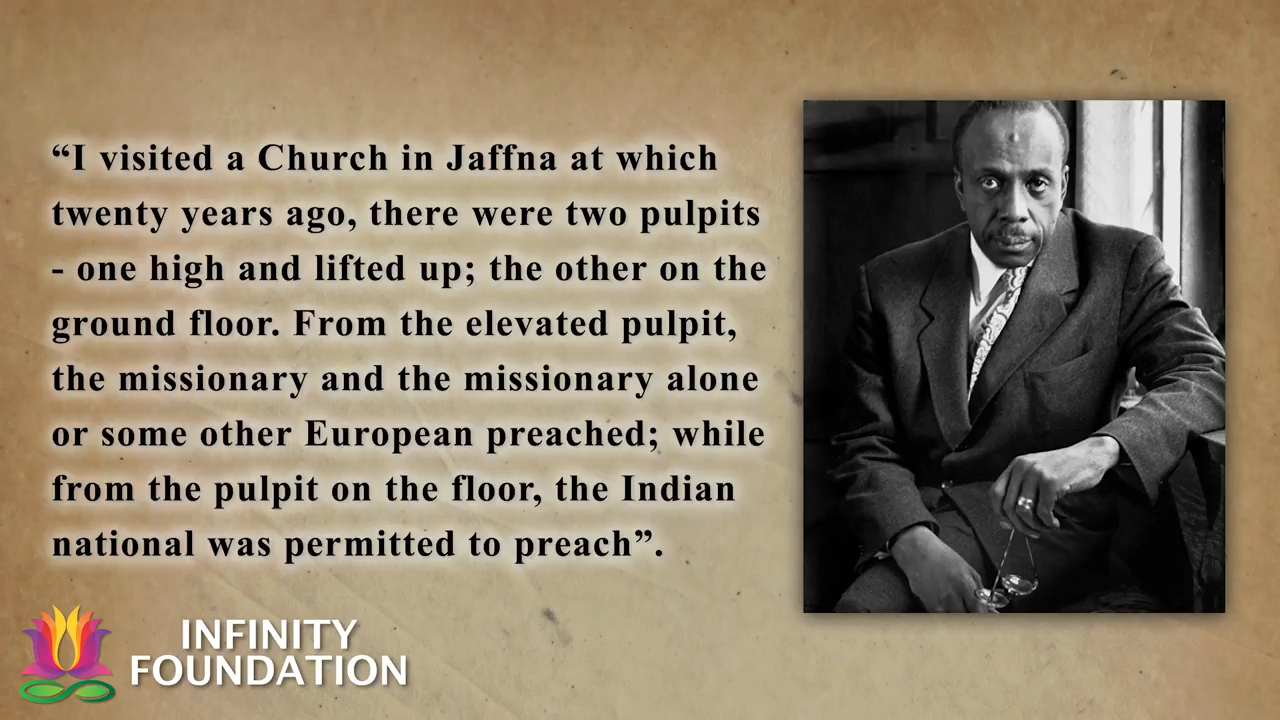 “I visited a Church in Jaffna at which
twenty years ago, there were two pulpits
- one high and lifted up; the other on the
ground floor. From the elevated pulpit,
the missionary and the missionary alone
or some other European preached; while
from the pulpit on the floor, the Indian
national was permitted to preach”.
INFINITY
FOUNDATION